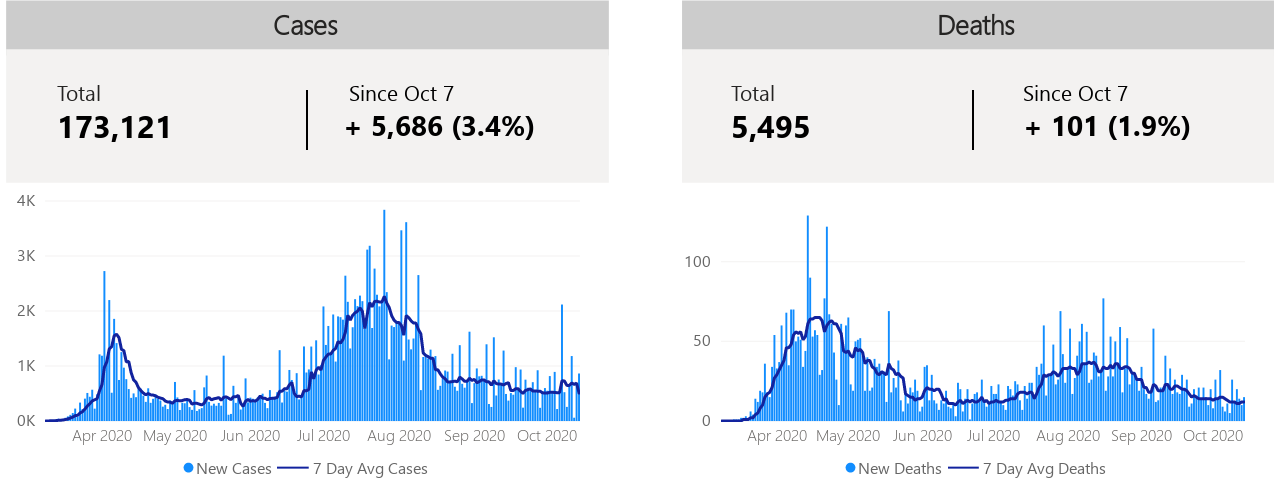 Cases
Total
173,121
Since Oct 7
+ 5,686 (3.4%)
4K
3K
2K
1K
0K
Apr 2020 May 2020 Jun 2020 Jul 2020 Aug 2020 Sep 2020 Oct 2020
New Cases 7 Day Avg Cases
Deaths
Total
5,495
Since Oct 7
+ 101 (1.9%)
100
50
0
Apr 2020 May 2020 Jun 2020 Jul 2020 Aug 2020 Sep 2020 Oct 2020
New Deaths 7 Day Avg Deaths